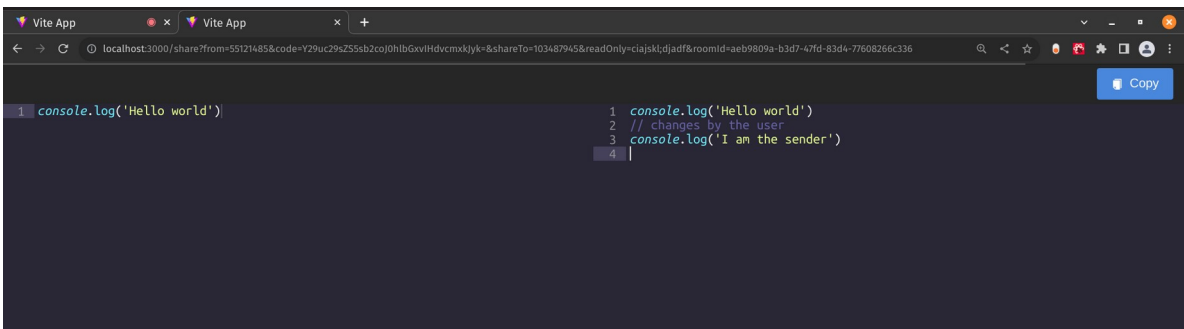 Vite App
Vite App
localhost:3000/share?from=55121485&code=Y29uc29sZS5sb2coJ0hlbGxvIHdvcmxkJyk=&shareTo=103487945&readOnly=ciajskl;djadf&roomId=aeb9809a-b3d7-47fd-83d4-77608266c336
Copy
1 console.log('Hello world')
1 console.log('Hello world')
2 // changes by the user
3 console.log('I am the sender')
4